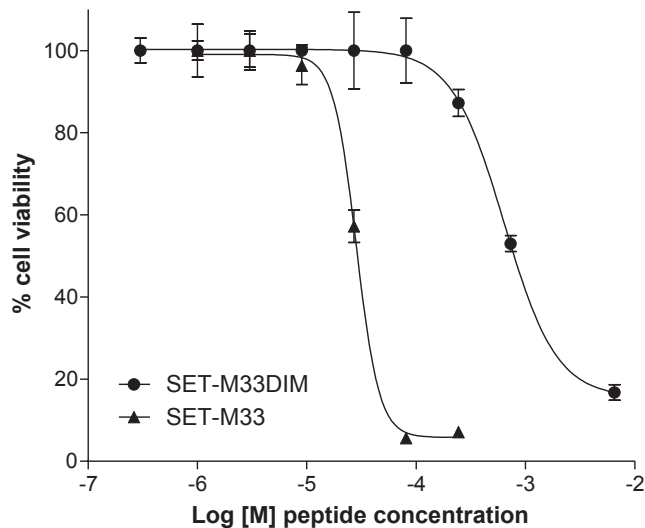 100
80
60
40
20
0
% cell viability
SET-M33DIM
SET-M33
-7 -6 -5 -4 -3 -2
Log [M] peptide concentration